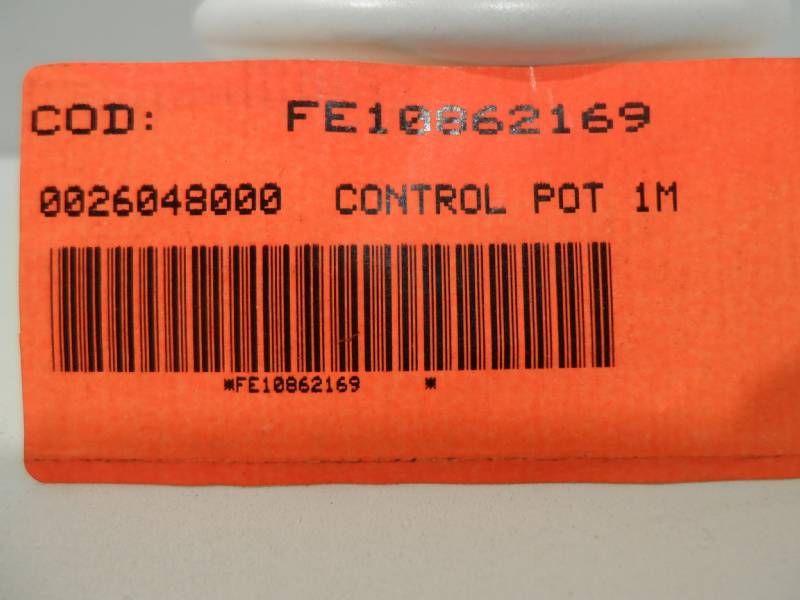 COD: FE10862169
0026048000 CONTROL POT 1M
*FE10862169 *